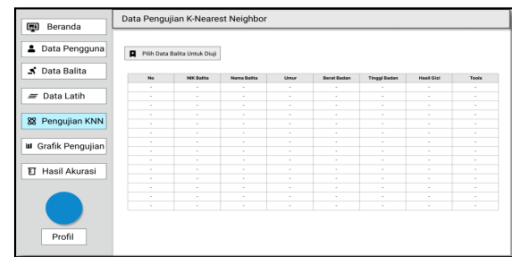 Data Pengujian K-Nearest Neighbor
Beranda
Data Pengguna
Data Balita
Data Latih
Pengujian KNN
Grafik Pengujian
Hasil Akurasi
Profil
Pilih Data Balita Untuk Diuji
No NIK Balita Nama Balita Umur Berat Badan Tinggi Badan Hasil Gizi Tools
- - - - - - - -
- - - - - - - -
- - - - - - - -
- - - - - - - -
- - - - - - - -
- - - - - - - -
- - - - - - - -
- - - - - - - -
- - - - - - - -
- - - - - - - -
- - - - - - - -
- - - - - - - -
- - - - - - - -
- - - - - - - -